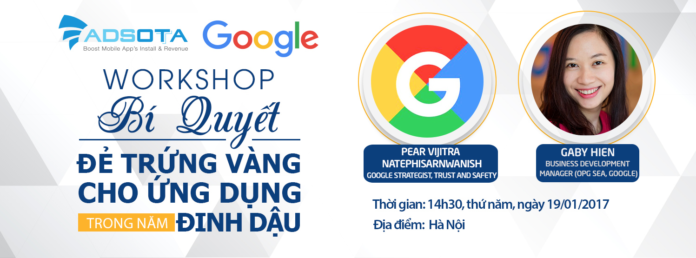 ADSOTA
Boost Mobile App's Install & Revenue
Google
WORKSHOP
Bí Quyết
ĐẺ TRỨNG VÀNG
CHO ỨNG DỤNG
TRONG NĂM ĐINH DẬU
G
PEAR VIJITRA
NATEPHISARNWANISH
GOOGLE STRATEGIST, TRUST AND SAFETY
GABY HIEN
BUSINESS DEVELOPMENT
MANAGER (OPG SEA, GOOGLE)
Thời gian: 14h30, thứ năm, ngày 19/01/2017
Địa điểm: Hà Nội